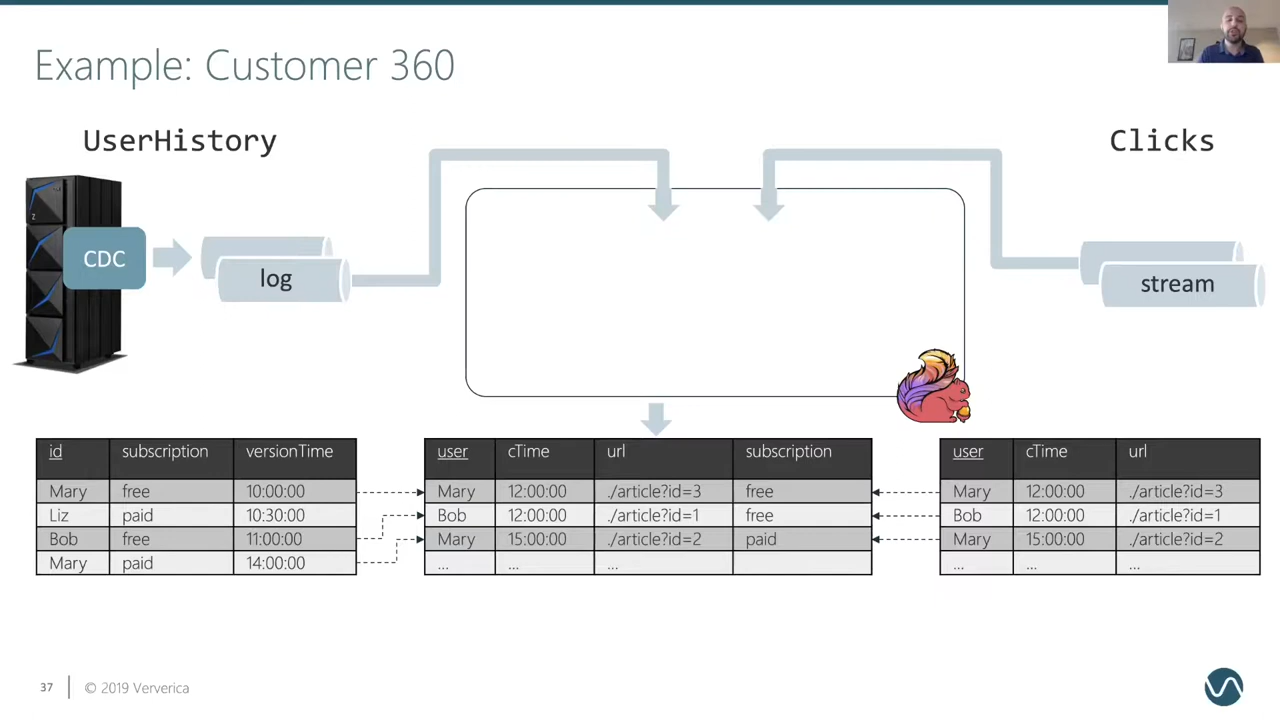 Example: Customer 360
UserHistory
Clicks
CDC
log
stream
id subscription versionTime
Mary free 10:00:00
Liz paid 10:30:00
Bob free 11:00:00
Mary paid 14:00:00
user cTime url subscription
Mary 12:00:00 ./article?id=3 free
Bob 12:00:00 ./article?id=1 free
Mary 15:00:00 ./article?id=2 paid
... ... ...
user cTime url
Mary 12:00:00 ./article?id=3
Bob 12:00:00 ./article?id=1
Mary 15:00:00 ./article?id=2
... ... ...
37 © 2019 Ververica